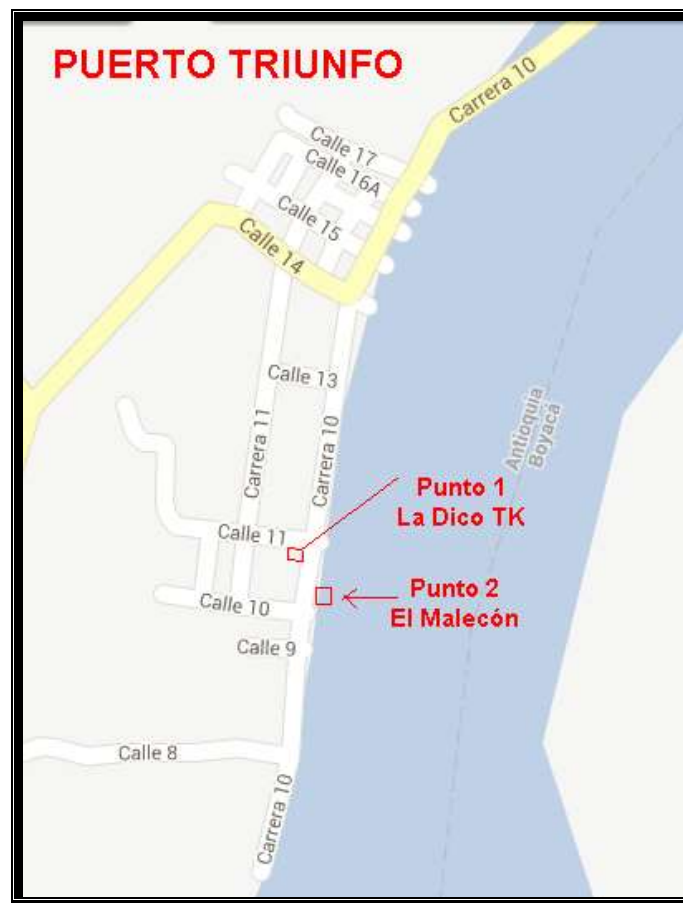 PUERTO TRIUNFO
Carrera 10
Calle 17
Calle 16A
Calle 15
Calle 14
Calle 13
Antioquia
Boyacá
Carrera 11
Carrera 10
Punto 1
La Dico TK
Calle 11
Punto 2
El Malecón
Calle 10
Calle 9
Calle 8
Carrera 10